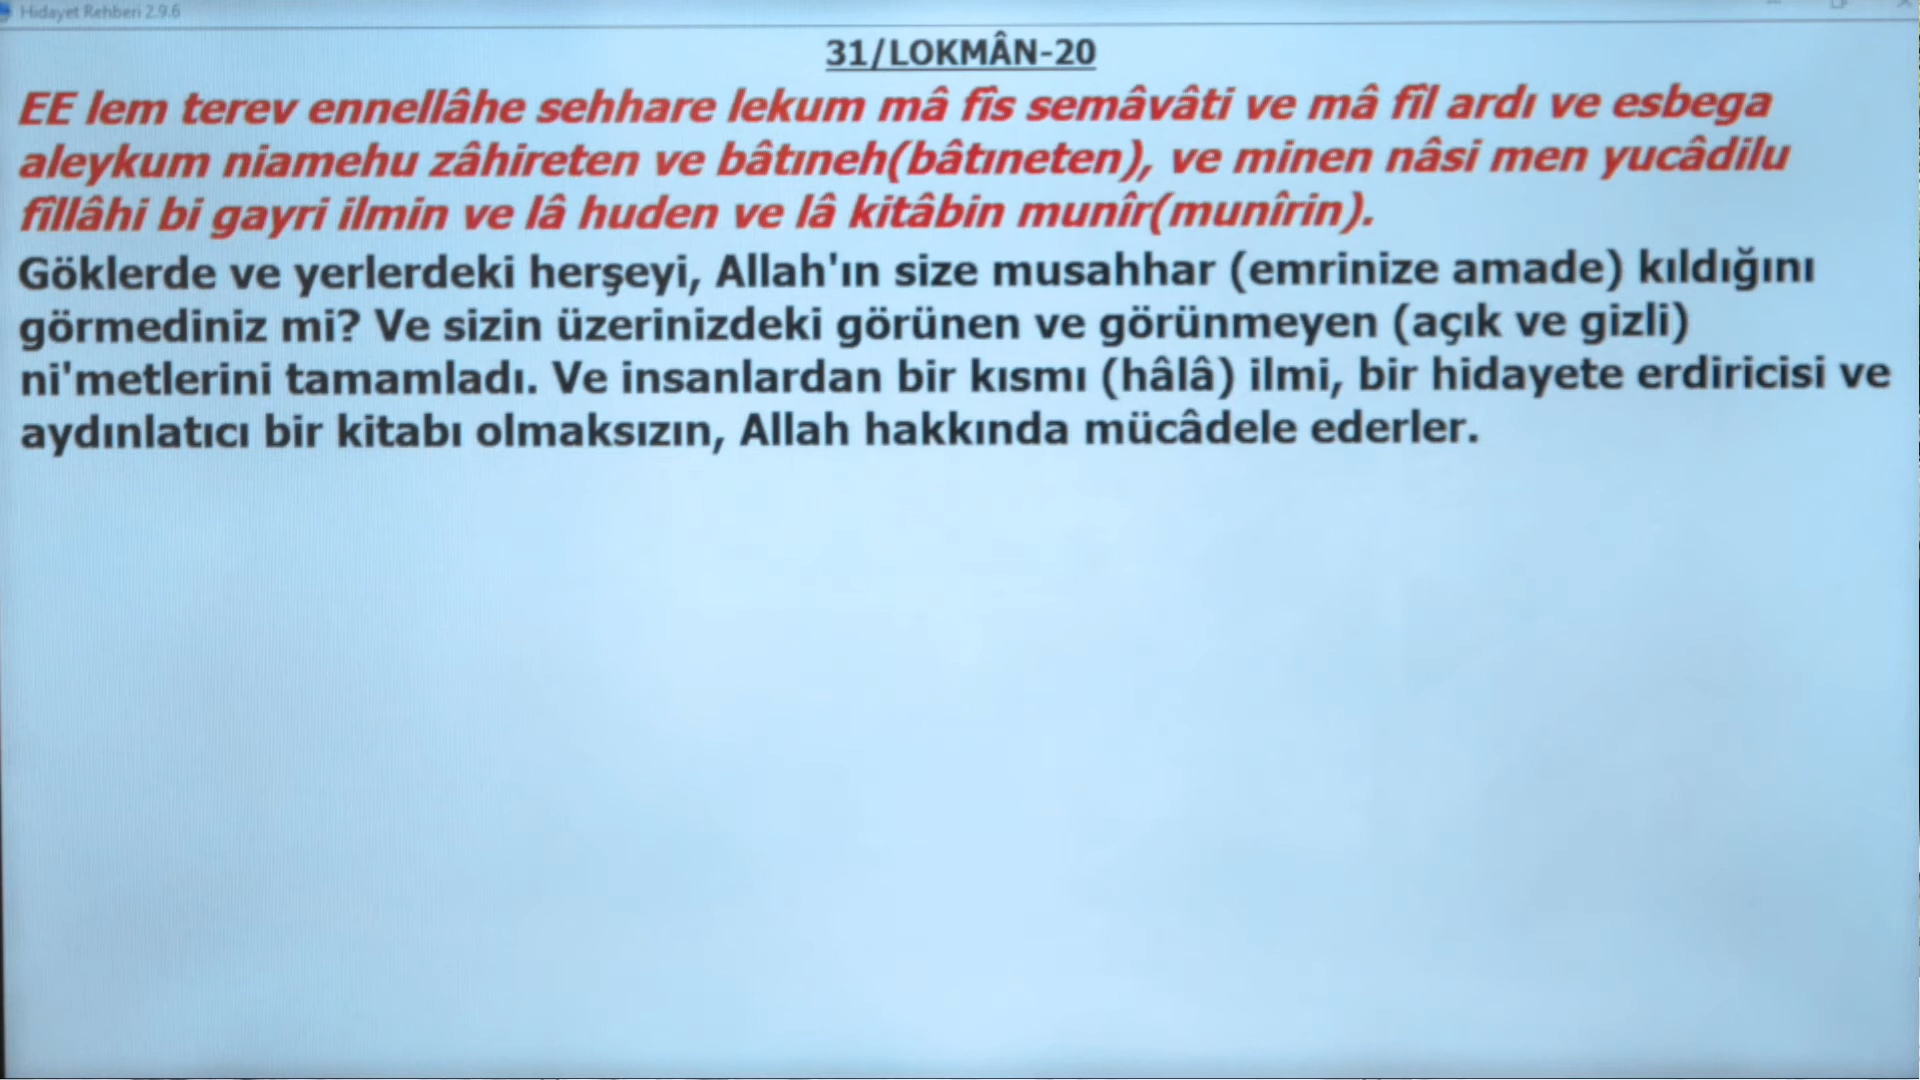 Hidayet Rehberi 2.9.6
31/LOKMÂN-20
EE lem terev ennellâhe sehhare lekum mâ fîs semâvâti ve mâ fîl ardı ve esbega
aleykum niamehu zâhireten ve bâtıneh(bâtıneten), ve minen nâsi men yucâdilu
fîllâhi bi gayri ilmin ve lâ huden ve lâ kitâbin munîr(munîrin).
Göklerde ve yerlerdeki herşeyi, Allah'ın size musahhar (emrinize amade) kıldığını
görmediniz mi? Ve sizin üzerinizdeki görünen ve görünmeyen (açık ve gizli)
ni'metlerini tamamladı. Ve insanlardan bir kısmı (hâlâ) ilmi, bir hidayete erdiricisi ve
aydınlatıcı bir kitabı olmaksızın, Allah hakkında mücâdele ederler.